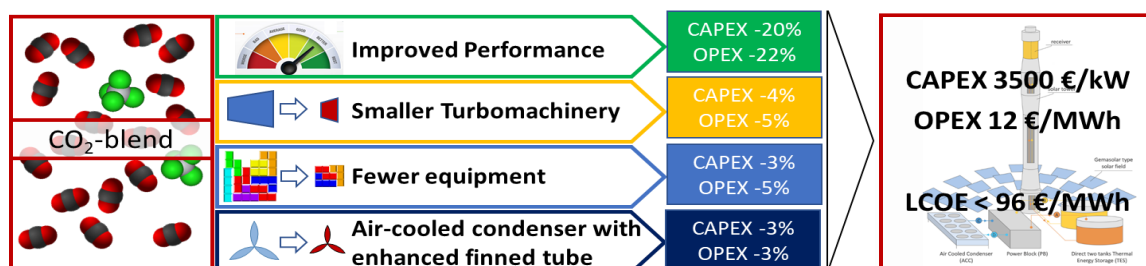 CO₂-blend
Improved Performance
CAPEX -20%
OPEX -22%
Smaller Turbomachinery
CAPEX -4%
OPEX -5%
Fewer equipment
CAPEX -3%
OPEX -5%
Air-cooled condenser with
enhanced finned tube
CAPEX -3%
OPEX -3%
receiver
CAPEX 3500 €/kW
OPEX 12 €/MWh
Gemasolar type
solar field
LCOE < 96 €/MWh
Air Cooled Condenser
(ACC)
Power Block (PB)
Direct two tanks Thermal
Energy Storage (TES)